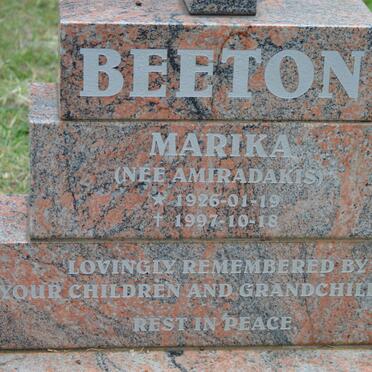 BEETON
MARIKA
(NEE AMIRADAKIS)
* 1926-01-19
† 1997-10-18
LOVINGLY REMEMBERED BY
YOUR CHILDREN AND GRANDCHIL
REST IN PEACE